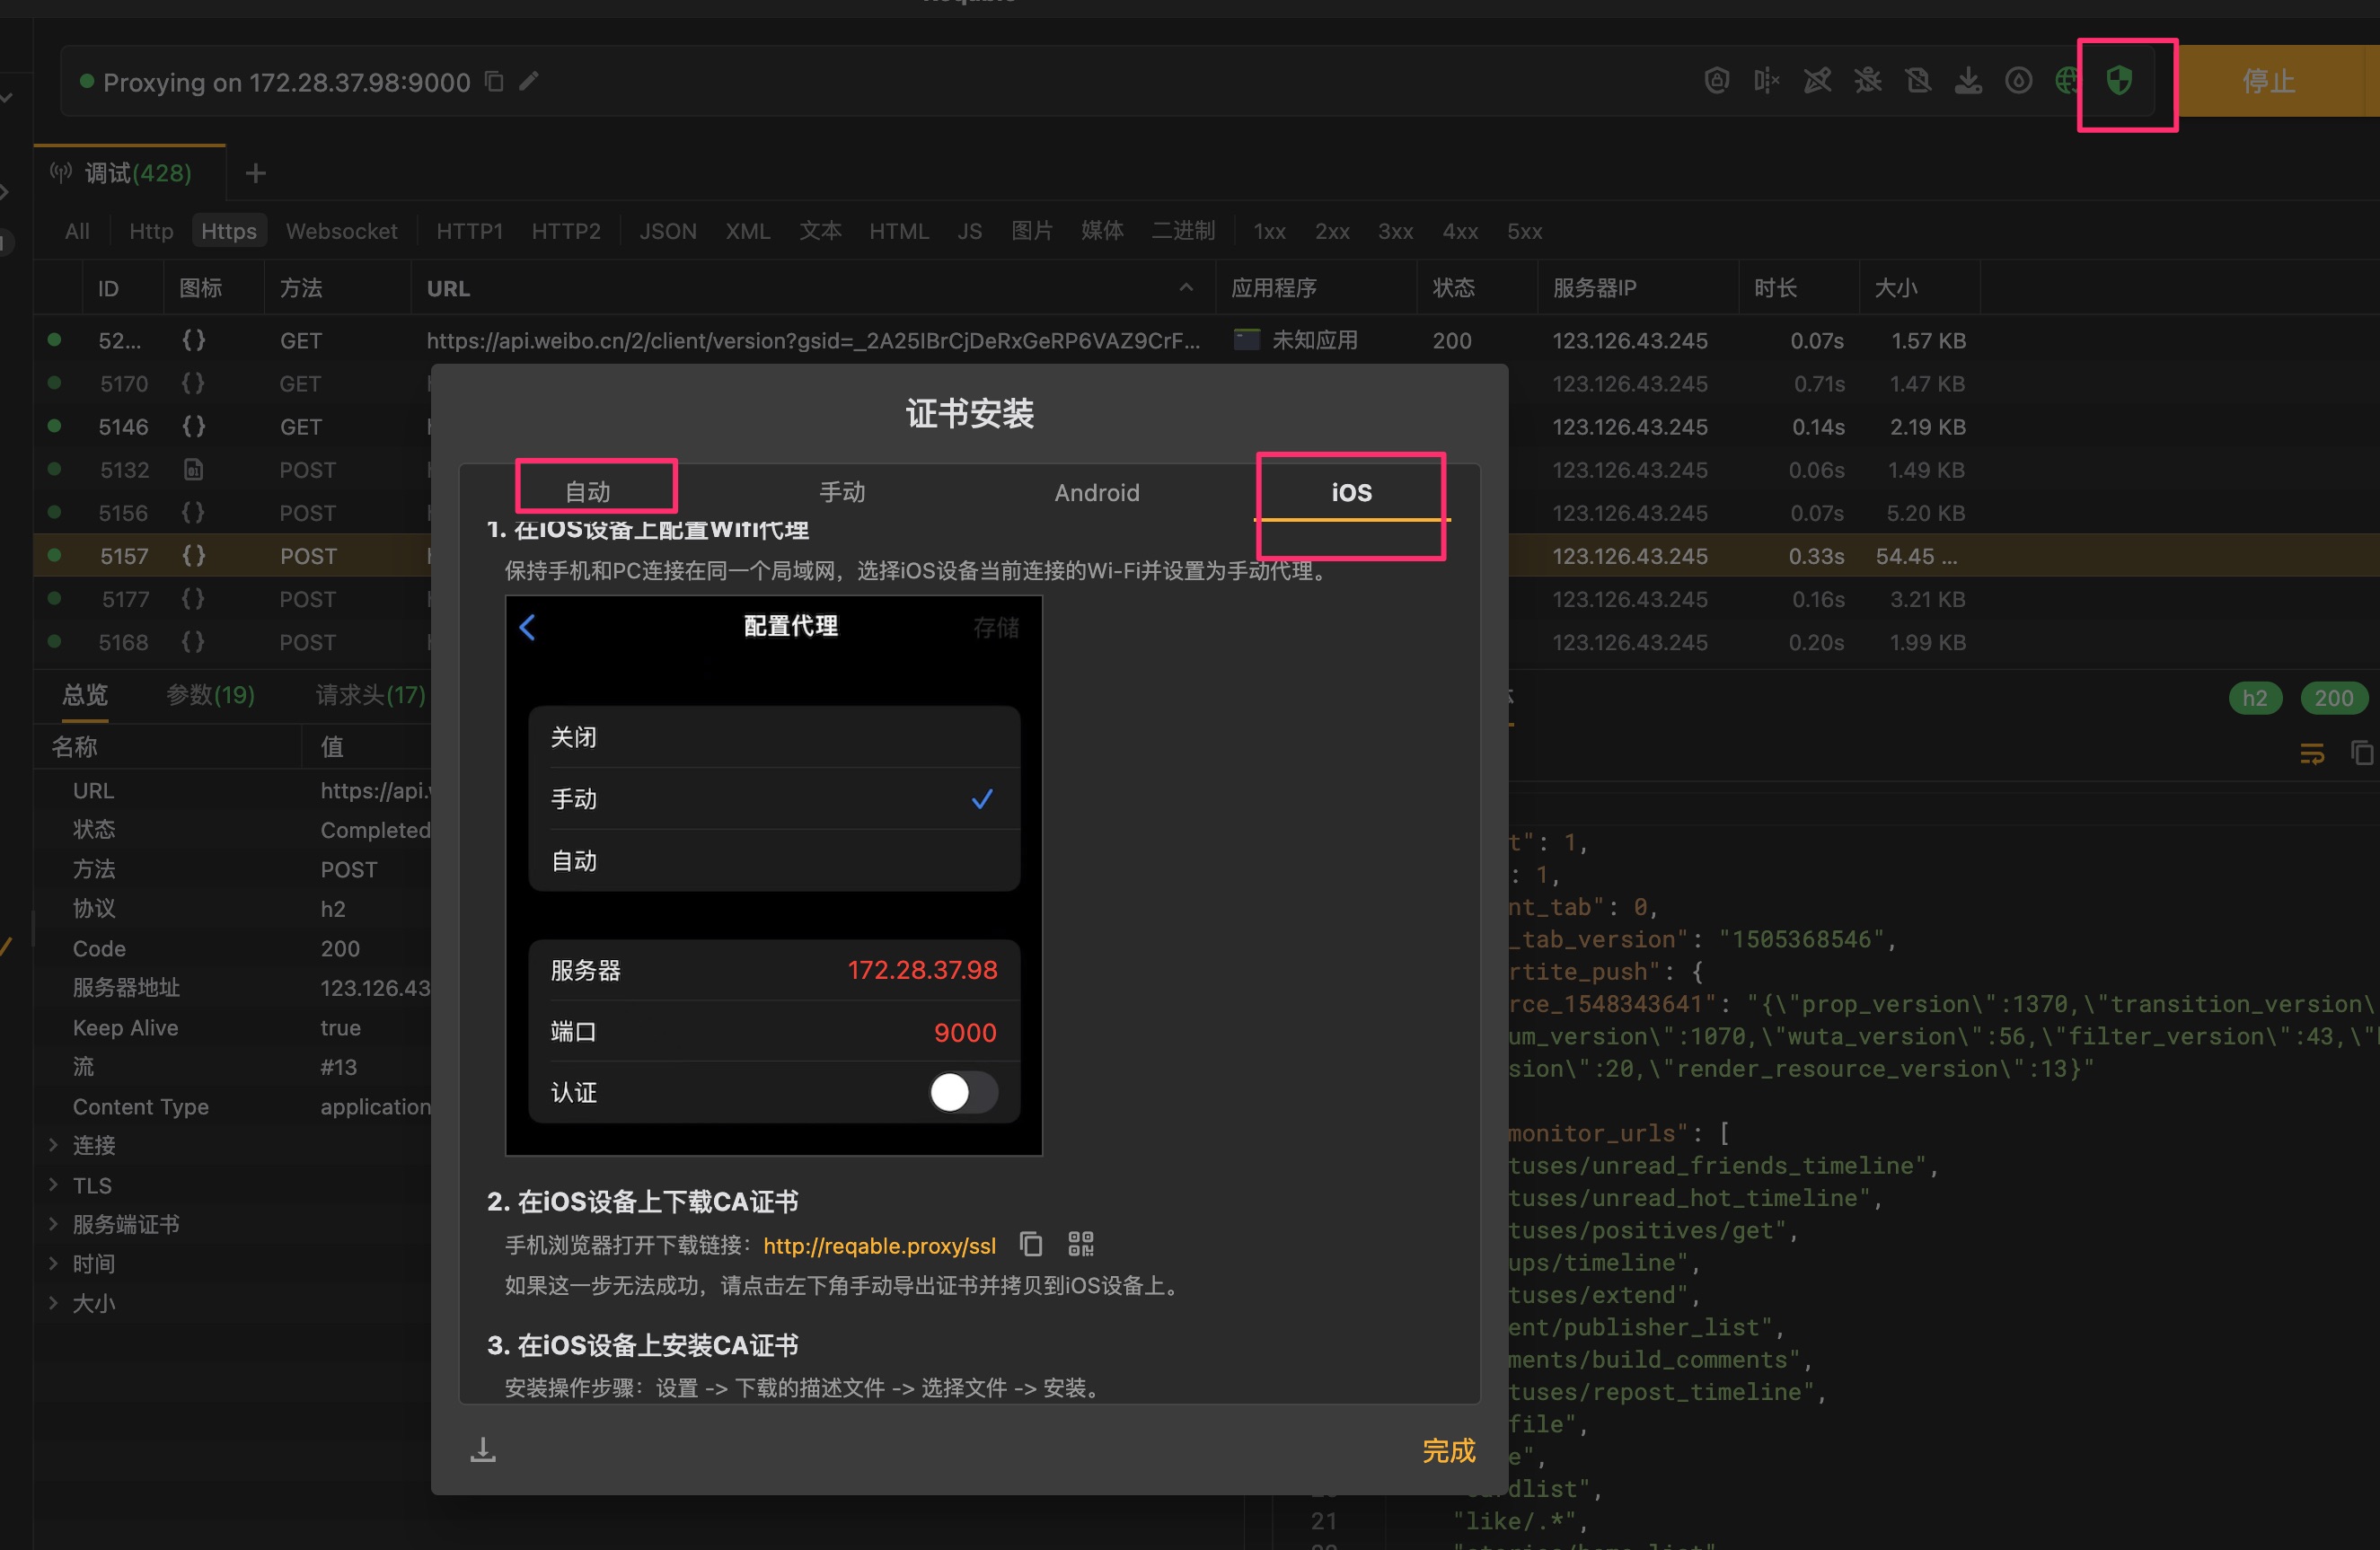 Proxying on 172.28.37.98:9000
停止
调试(428)
All Http Https Websocket HTTP1 HTTP2 JSON XML 文本 HTML JS 图片 媒体 二进制 1xx 2xx 3xx 4xx 5xx
ID 图标 方法 URL 应用程序 状态 服务器IP 时长 大小
52... {} GET https://api.weibo.cn/2/client/version?gsid=_2A25IBrCjDeRxGeRP6VAZ9CrF... 未知应用 200 123.126.43.245 0.07s 1.57 KB
5170 {} GET 123.126.43.245 0.71s 1.47 KB
5146 {} GET 123.126.43.245 0.14s 2.19 KB
5132 POST 123.126.43.245 0.06s 1.49 KB
5156 {} POST 123.126.43.245 0.07s 5.20 KB
5157 {} POST 123.126.43.245 0.33s 54.45 ...
5177 {} POST 123.126.43.245 0.16s 3.21 KB
5168 {} POST 123.126.43.245 0.20s 1.99 KB
证书安装
自动 手动 Android iOS
1. 在iOS设备上配置Wifi代理
保持手机和PC连接在同一个局域网，选择iOS设备当前连接的Wi-Fi并设置为手动代理。
配置代理 存储
关闭
手动
自动
服务器 172.28.37.98
端口 9000
认证
2. 在iOS设备上下载CA证书
手机浏览器打开下载链接：http://reqable.proxy/ssl
如果这一步无法成功，请点击左下角手动导出证书并拷贝到iOS设备上。
3. 在iOS设备上安装CA证书
安装操作步骤：设置 -> 下载的描述文件 -> 选择文件 -> 安装。
完成
总览 参数(19) 请求头(17)
名称 值
URL https://api.
状态 Completed
方法 POST
协议 h2
Code 200
服务器地址 123.126.43
Keep Alive true
流 #13
Content Type application
连接
TLS
服务端证书
时间
大小
h2 200
t": 1,
: 1,
nt_tab": 0,
_tab_version": "1505368546",
rtite_push": {
rce_1548343641": "{\"prop_version\":1370,\"transition_version\
um_version\":1070,\"wuta_version\":56,\"filter_version\":43,\"
sion\":20,\"render_resource_version\":13}"
monitor_urls": [
tuses/unread_friends_timeline",
tuses/unread_hot_timeline",
tuses/positives/get",
ups/timeline",
tuses/extend",
ent/publisher_list",
ments/build_comments",
tuses/repost_timeline",
file",
e",
rdlist",
21 "like/.*",